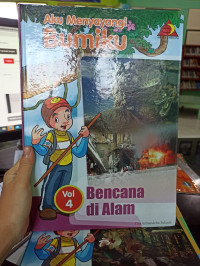 Aku Menyayangi
Bumiku
Vol
4
Bencana
di Alam